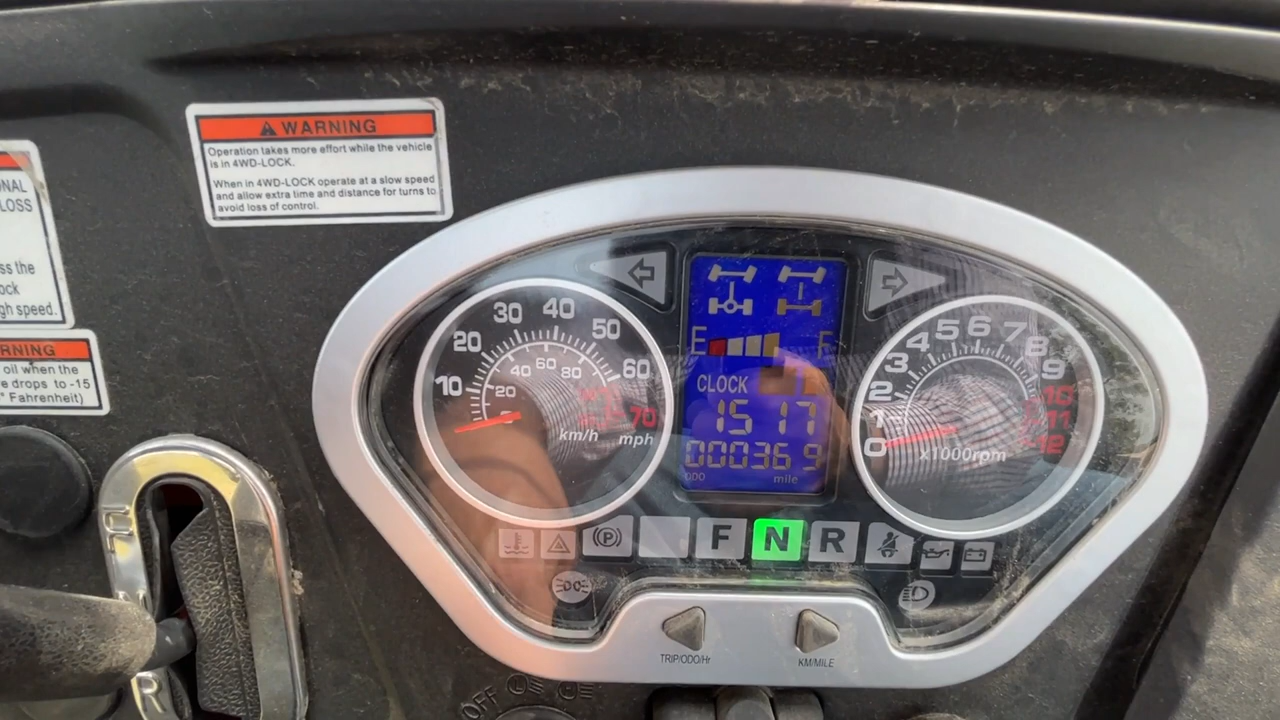 WARNING
Operation takes more effort while the vehicle
is in 4WD-LOCK.
When in 4WD-LOCK operate at a slow speed
and allow extra time and distance for turns to
avoid loss of control.
NAL
LOSS
ss the
ock
gh speed.
RNING
oil when the
e drops to -15
° Fahrenheit)
10 20 30 40 50 60 70
0 20 40 60 80
km/h mph
E F
CLOCK
15 17
000369
ODO mile
0 1 2 3 4 5 6 7 8 9 10 11 12
x1000rpm
P F N R
TRIP/ODO/Hr KM/MILE
R
OFF